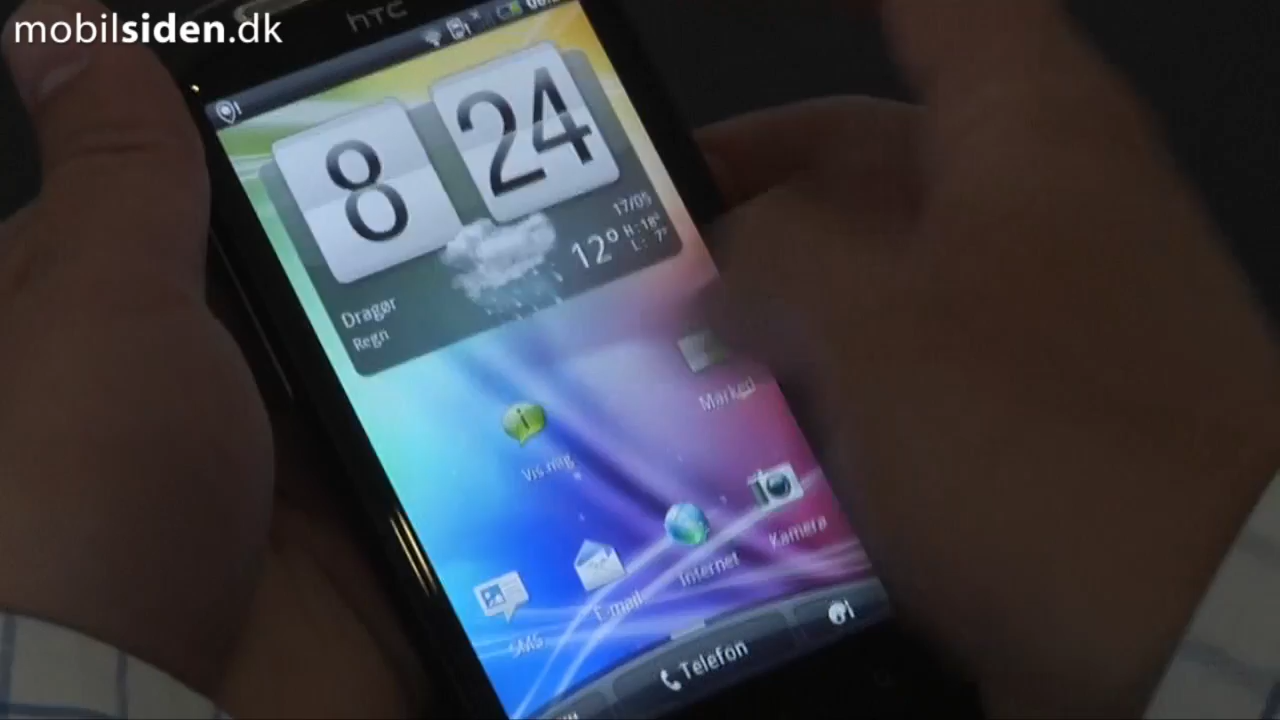 mobilsiden.dk
hTC
8 24
17/05
12° H: 18°
L: 7°
Dragør
Regn
Marked
Vis mig
Kamera
Internet
E-mail
SMS
Telefon